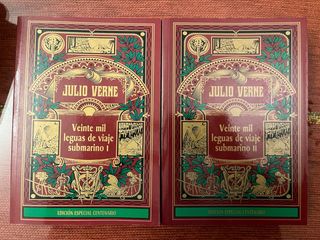 JULIO VERNE
Veinte mil
leguas de viaje
submarino I
EDICIÓN ESPECIAL CENTENARIO
JULIO VERNE
Veinte mil
leguas de viaje
submarino II
EDICIÓN ESPECIAL CENTENARIO